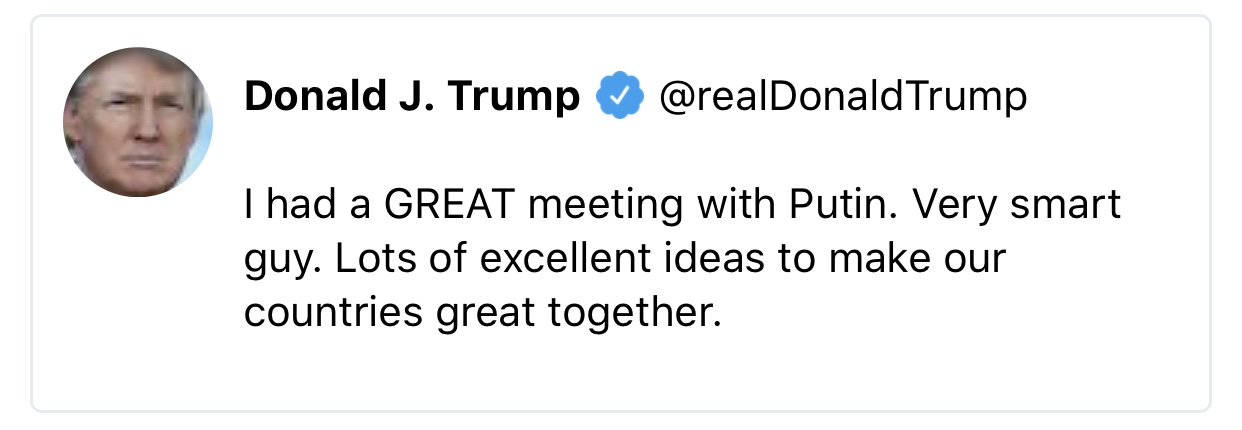 Donald J. Trump @realDonaldTrump
I had a GREAT meeting with Putin. Very smart
guy. Lots of excellent ideas to make our
countries great together.